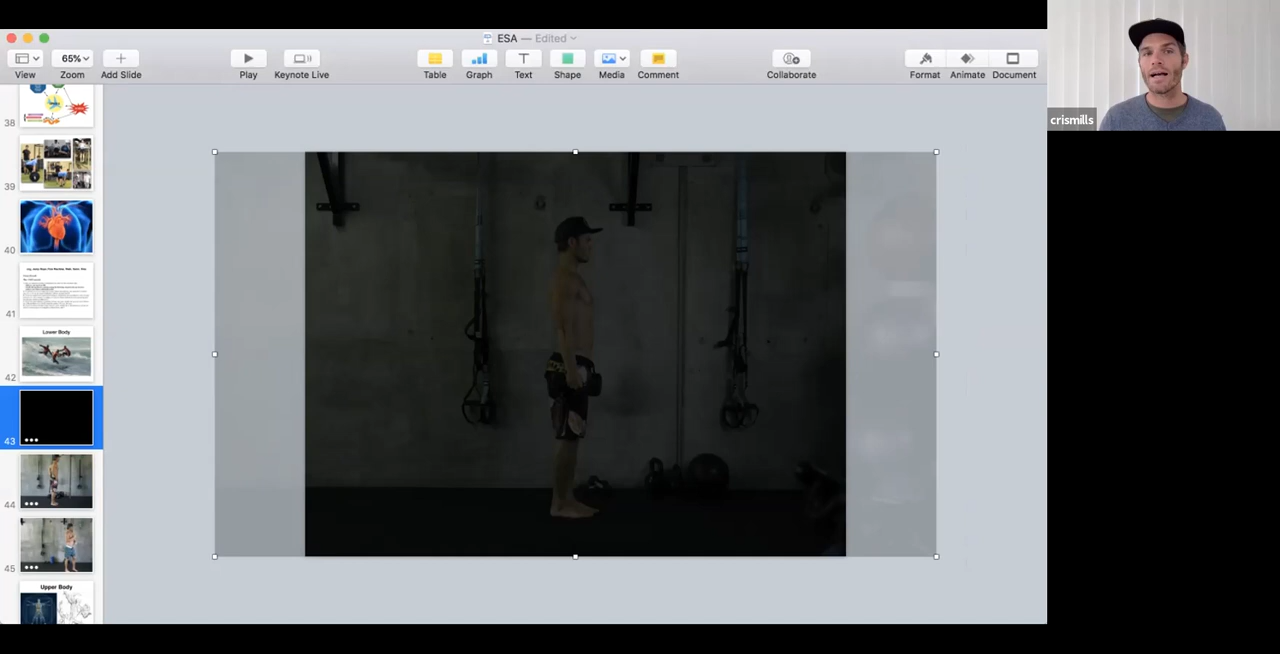 ESA — Edited
65%
View
Zoom
Add Slide
Play
Keynote Live
Table
Graph
Text
Shape
Media
Comment
Collaborate
Format
Animate
Document
crismills
38
39
40
41
42
Lower Body
43
44
45
Upper Body